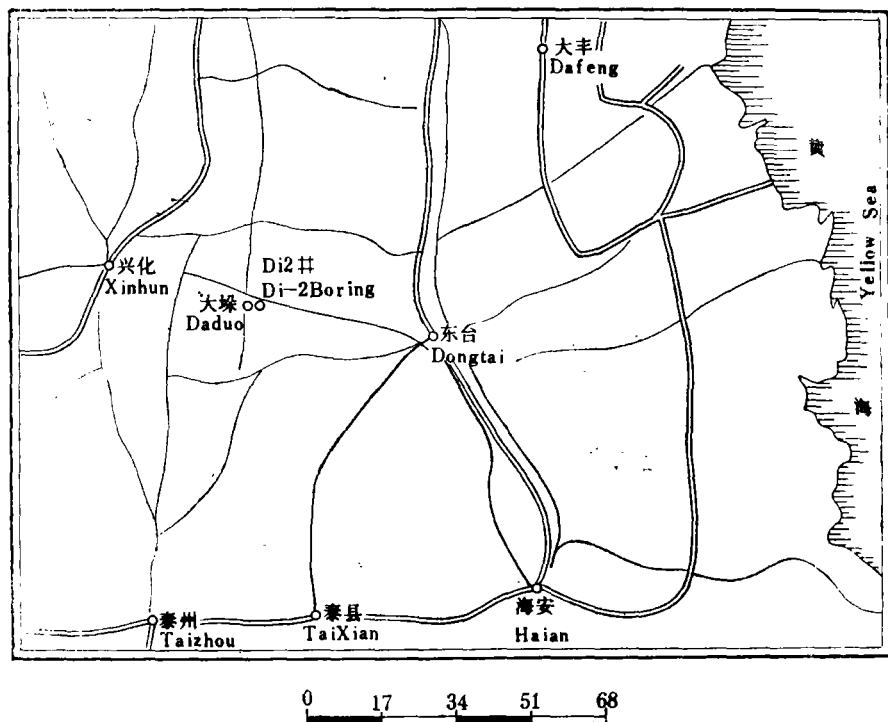 大丰
Dafeng
黄
海
Yellow Sea
兴化
Xinhun
Di2井
Di-2Boring
大垛
Daduo
东台
Dongtai
泰州
Taizhou
泰县
TaiXian
海安
Haian
0 17 34 51 68